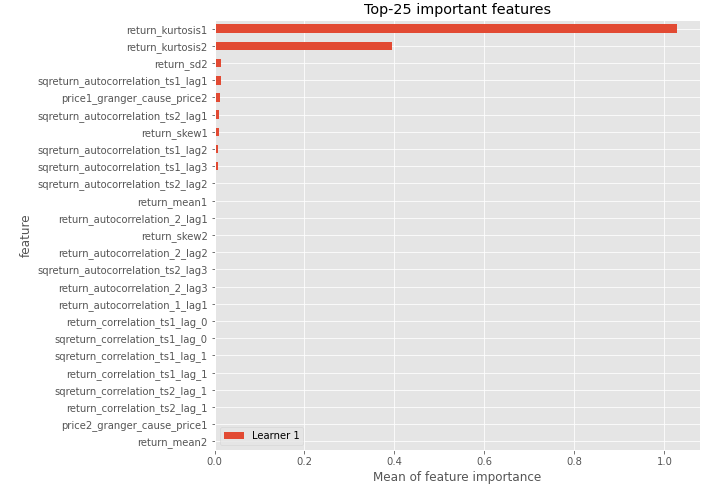 Top-25 important features
return_kurtosis1
return_kurtosis2
return_sd2
sqreturn_autocorrelation_ts1_lag1
price1_granger_cause_price2
sqreturn_autocorrelation_ts2_lag1
return_skew1
sqreturn_autocorrelation_ts1_lag2
sqreturn_autocorrelation_ts1_lag3
sqreturn_autocorrelation_ts2_lag2
return_mean1
return_autocorrelation_2_lag1
return_skew2
return_autocorrelation_2_lag2
sqreturn_autocorrelation_ts2_lag3
return_autocorrelation_2_lag3
return_autocorrelation_1_lag1
return_correlation_ts1_lag_0
sqreturn_correlation_ts1_lag_0
sqreturn_correlation_ts1_lag_1
return_correlation_ts1_lag_1
sqreturn_correlation_ts2_lag_1
return_correlation_ts2_lag_1
price2_granger_cause_price1
return_mean2
feature
Learner 1
0.0 0.2 0.4 0.6 0.8 1.0
Mean of feature importance